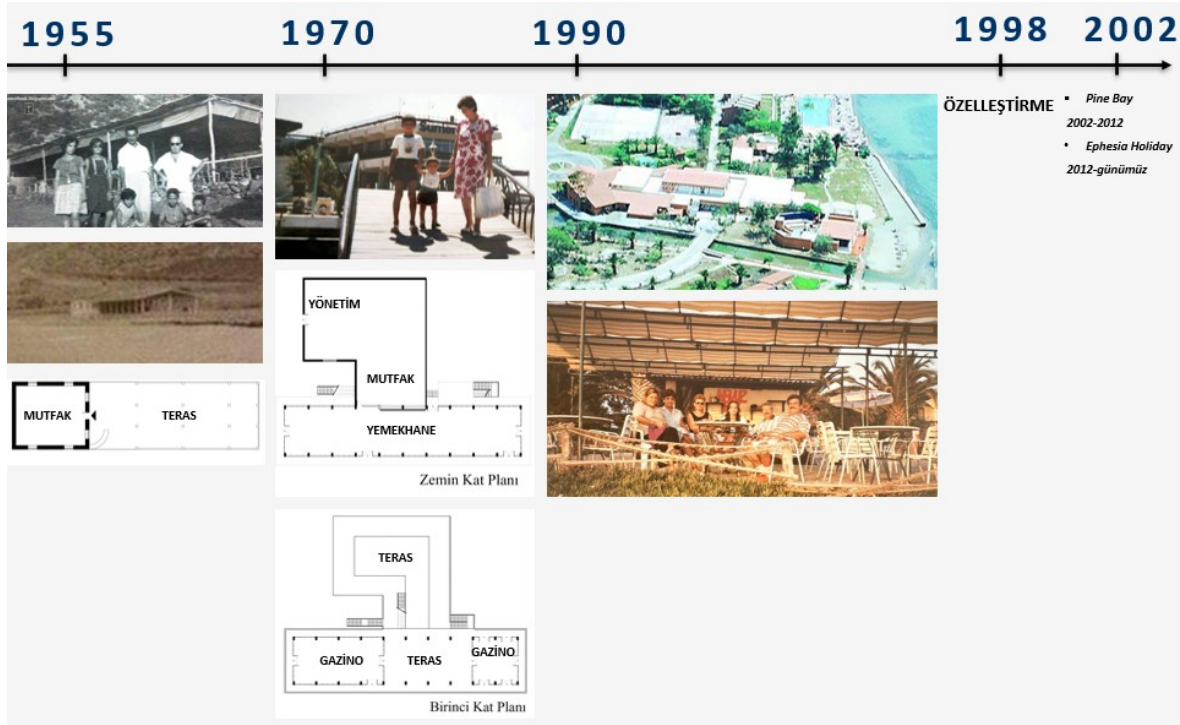 1955
1970
1990
1998
2002
Sümer
ÖZELLEŞTİRME
▪ Pine Bay
2002-2012
• Ephesia Holiday
2012-günümüz
MUTFAK
TERAS
YÖNETİM
MUTFAK
YEMEKHANE
Zemin Kat Planı
TERAS
GAZİNO
TERAS
GAZİNO
Birinci Kat Planı